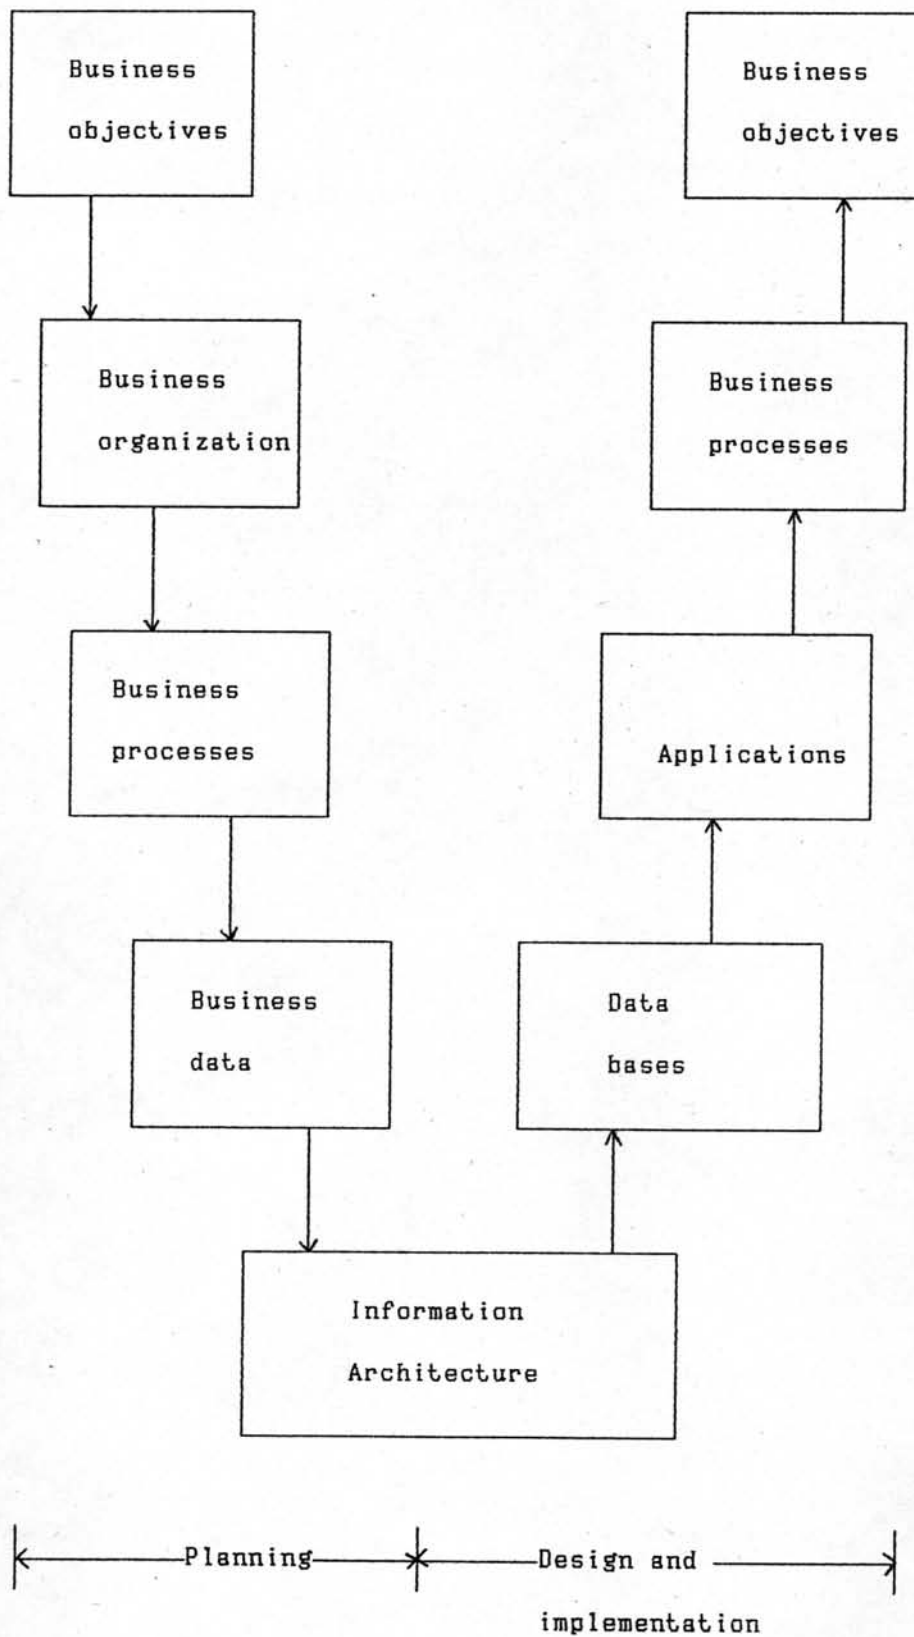 Business
objectives
Business
organization
Business
processes
Business
data
Information
Architecture
Data
bases
Applications
Business
processes
Business
objectives
Planning
Design and
implementation